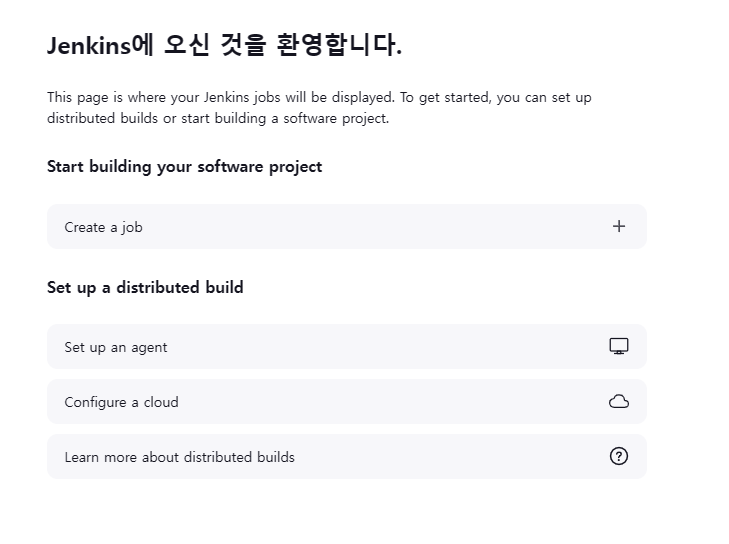 Jenkins에 오신 것을 환영합니다.
This page is where your Jenkins jobs will be displayed. To get started, you can set up
distributed builds or start building a software project.
Start building your software project
Create a job
Set up a distributed build
Set up an agent
Configure a cloud
Learn more about distributed builds